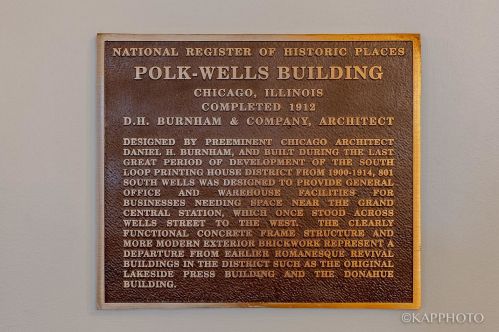 NATIONAL REGISTER OF HISTORIC PLACES
POLK-WELLS BUILDING
CHICAGO, ILLINOIS
COMPLETED 1912
D.H. BURNHAM & COMPANY, ARCHITECT
DESIGNED BY PREEMINENT CHICAGO ARCHITECT
DANIEL H. BURNHAM, AND BUILT DURING THE LAST
GREAT PERIOD OF DEVELOPMENT OF THE SOUTH
LOOP PRINTING HOUSE DISTRICT FROM 1900-1914, 801
SOUTH WELLS WAS DESIGNED TO PROVIDE GENERAL
OFFICE AND WAREHOUSE FACILITIES FOR
BUSINESSES NEEDING SPACE NEAR THE GRAND
CENTRAL STATION, WHICH ONCE STOOD ACROSS
WELLS STREET TO THE WEST. THE CLEARLY
FUNCTIONAL CONCRETE FRAME STRUCTURE AND
MORE MODERN EXTERIOR BRICKWORK REPRESENT A
DEPARTURE FROM EARLIER ROMANESQUE REVIVAL
BUILDINGS IN THE DISTRICT SUCH AS THE ORIGINAL
LAKESIDE PRESS BUILDING AND THE DONAHUE
BUILDING.
©KAPPHOTO